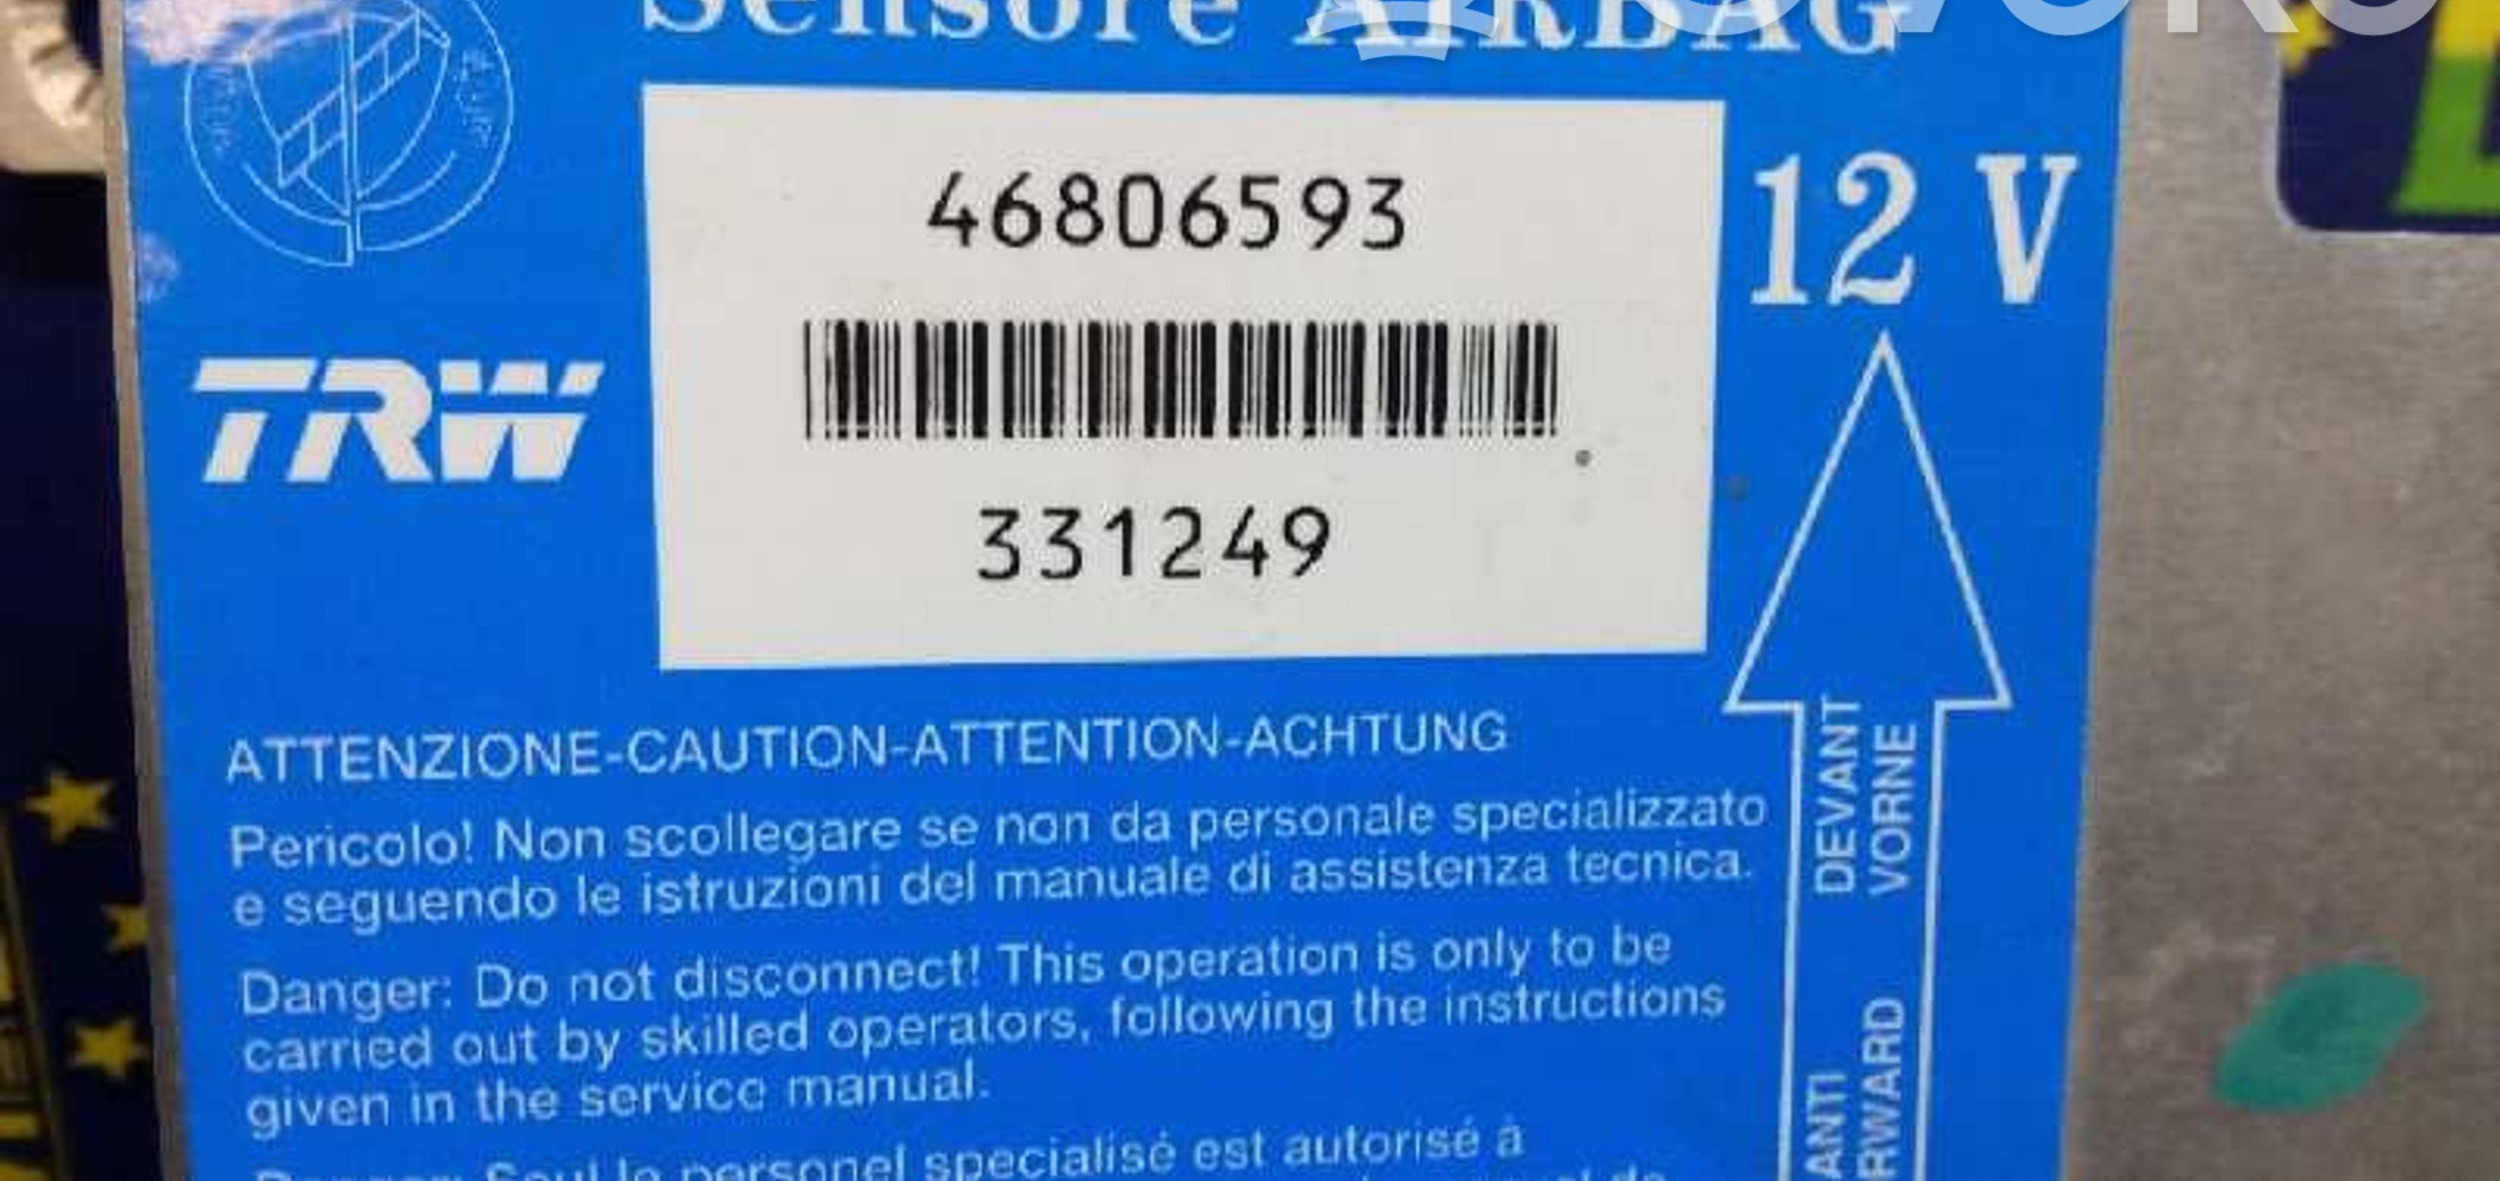 Sensore AIRBAG
46806593
12 V
TRW
331249
ATTENZIONE-CAUTION-ATTENTION-ACHTUNG
Pericolo! Non scollegare se non da personale specializzato
e seguendo le istruzioni del manuale di assistenza tecnica.
Danger: Do not disconnect! This operation is only to be
carried out by skilled operators, following the instructions
given in the service manual.
Danger: Seul le personel specialisé est autorisé à
DEVANT
VORNE
ANTI
RWARD